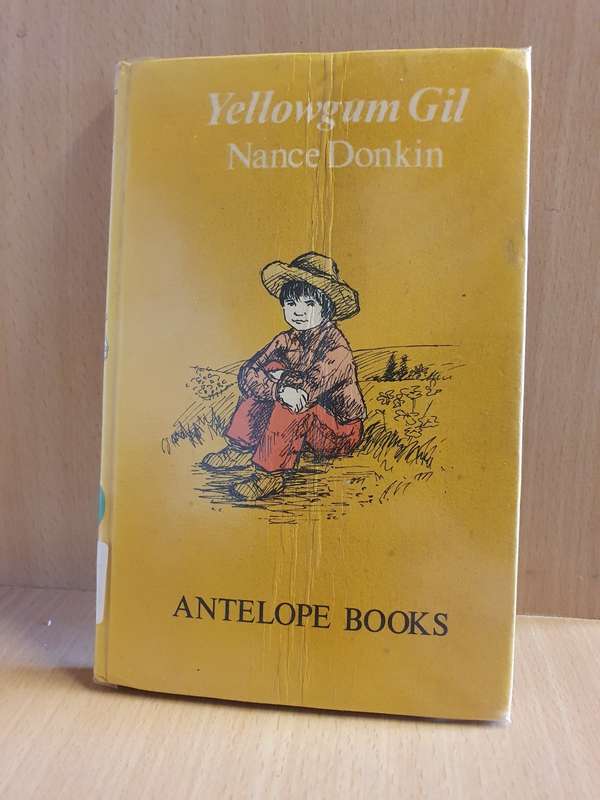 Yellowgum Gil
Nance Donkin
ANTELOPE BOOKS